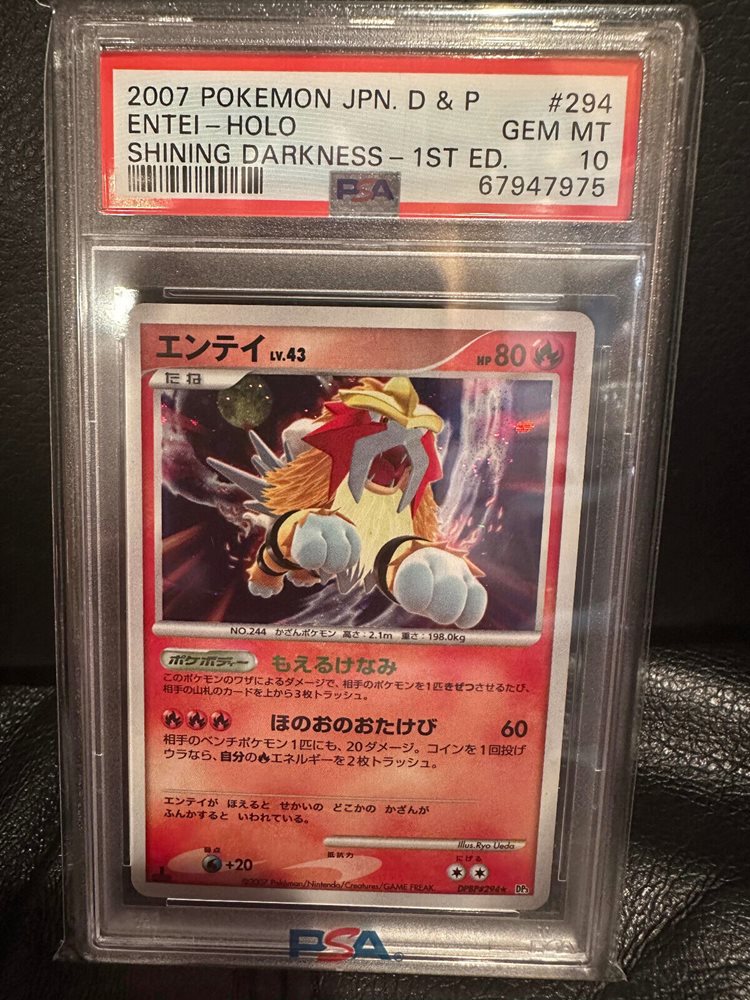 2007 POKEMON JPN. D & P #294
ENTEI - HOLO GEM MT
SHINING DARKNESS - 1ST ED. 10
PSA 67947975
エンテイ LV.43 HP 80
たね
NO.244 かざんポケモン 高さ:2.1m 重さ:198.0kg
ポケボディー もえるけなみ
このポケモンのワザによるダメージで、相手のポケモンを1匹きぜつさせるたび、
相手の山札のカードを上から3枚トラッシュ。
ほのおのおたけび 60
相手のベンチポケモン1匹にも、20ダメージ。コインを1回投げ
ウラなら、自分のエネルギーを2枚トラッシュ。
エンテイが ほえると せかいの どこかの かざんが
ふんかすると いわれている。
Illus. Ryo Ueda
弱点 抵抗力 にげる
+20
©2007 Pokémon/Nintendo/Creatures/GAME FREAK. DPBP#294★ DP3
PSA